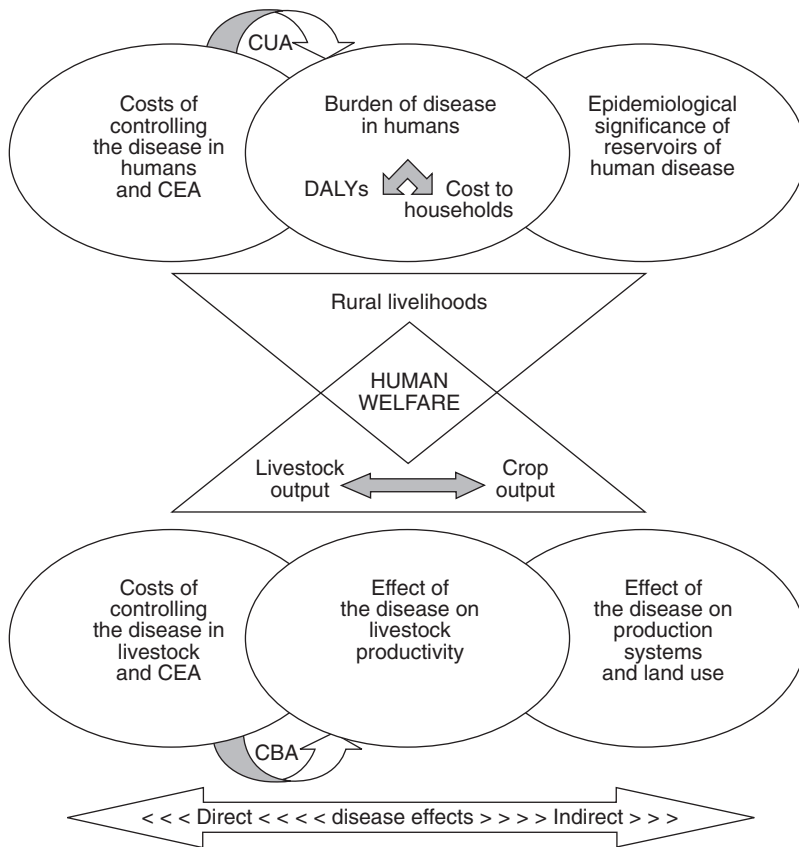 CUA
Costs of
controlling
the disease in
humans
and CEA
Burden of disease
in humans
DALYs
Cost to
households
Epidemiological
significance of
reservoirs of
human disease
Rural livelihoods
HUMAN
WELFARE
Livestock
output
Crop
output
Costs of
controlling
the disease in
livestock
and CEA
Effect of
the disease on
livestock
productivity
Effect of
the disease on
production
systems
and land use
CBA
< < < Direct < < < < disease effects > > > > Indirect > > >